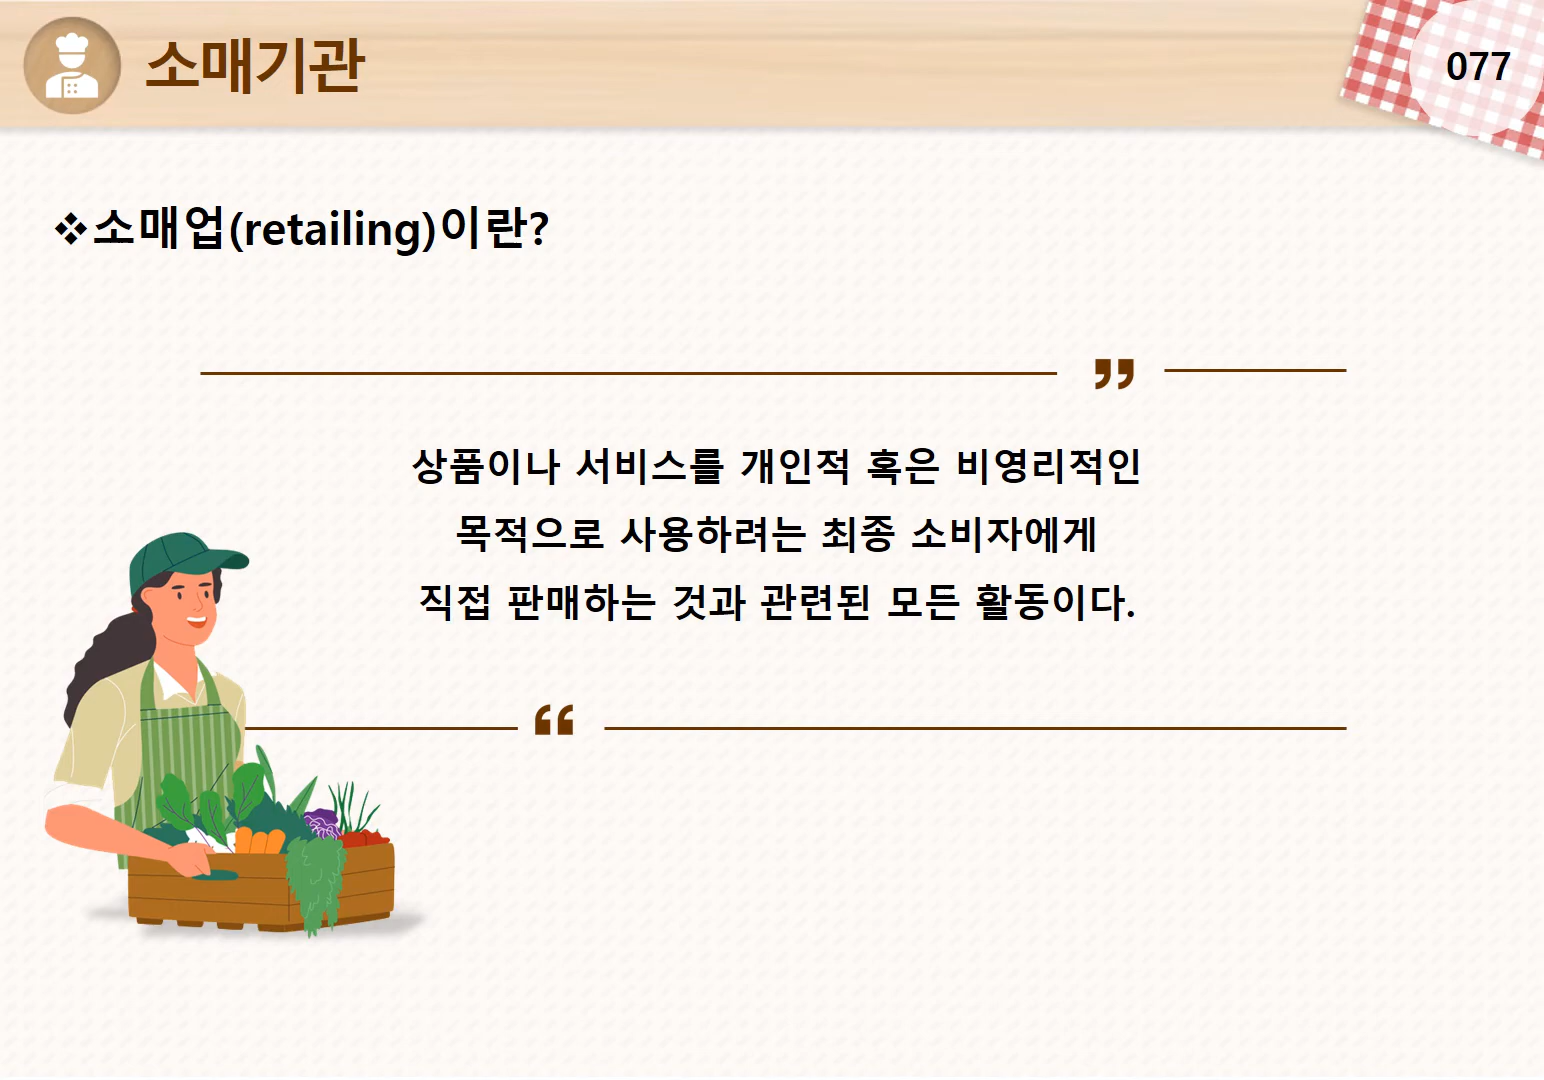 소매기관
077
❖소매업(retailing)이란?
”
상품이나 서비스를 개인적 혹은 비영리적인
목적으로 사용하려는 최종 소비자에게
직접 판매하는 것과 관련된 모든 활동이다.
“